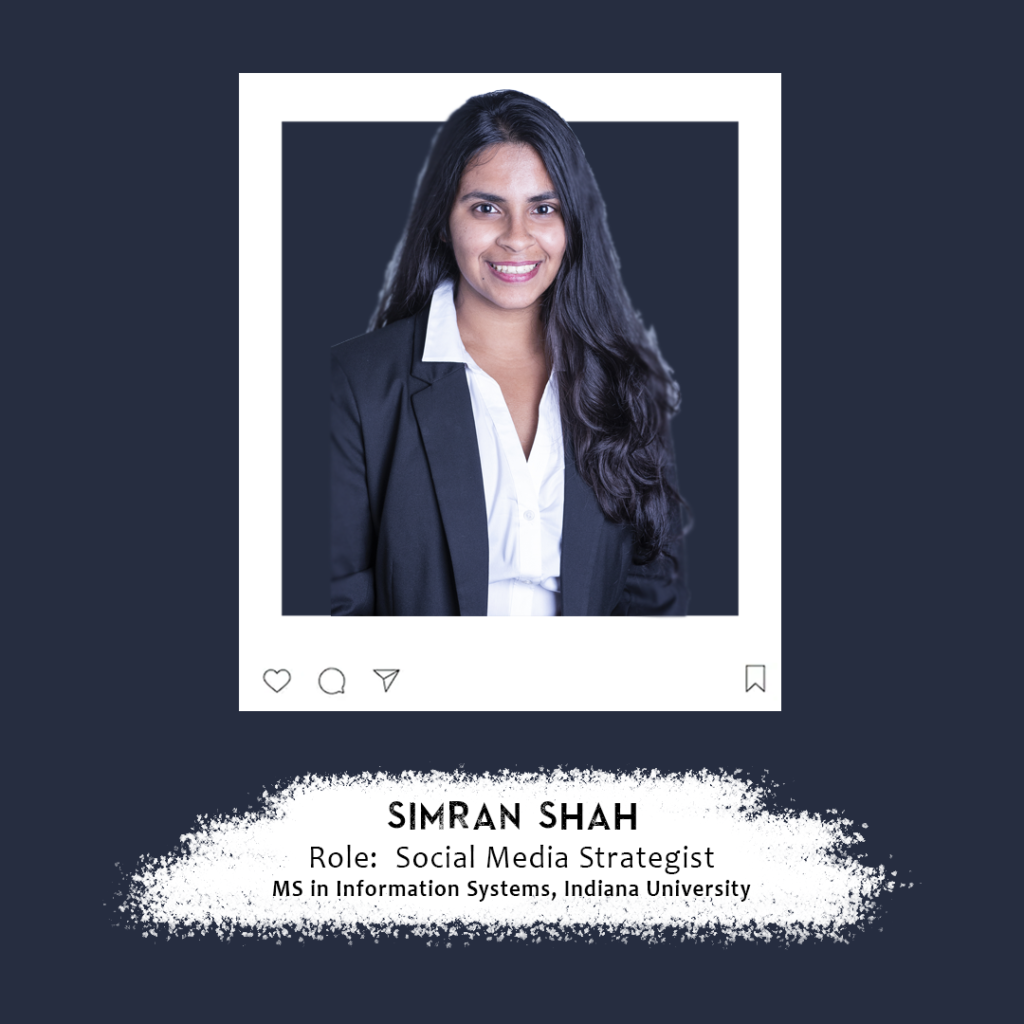 SIMRAN SHAH
Role: Social Media Strategist
MS in Information Systems, Indiana University